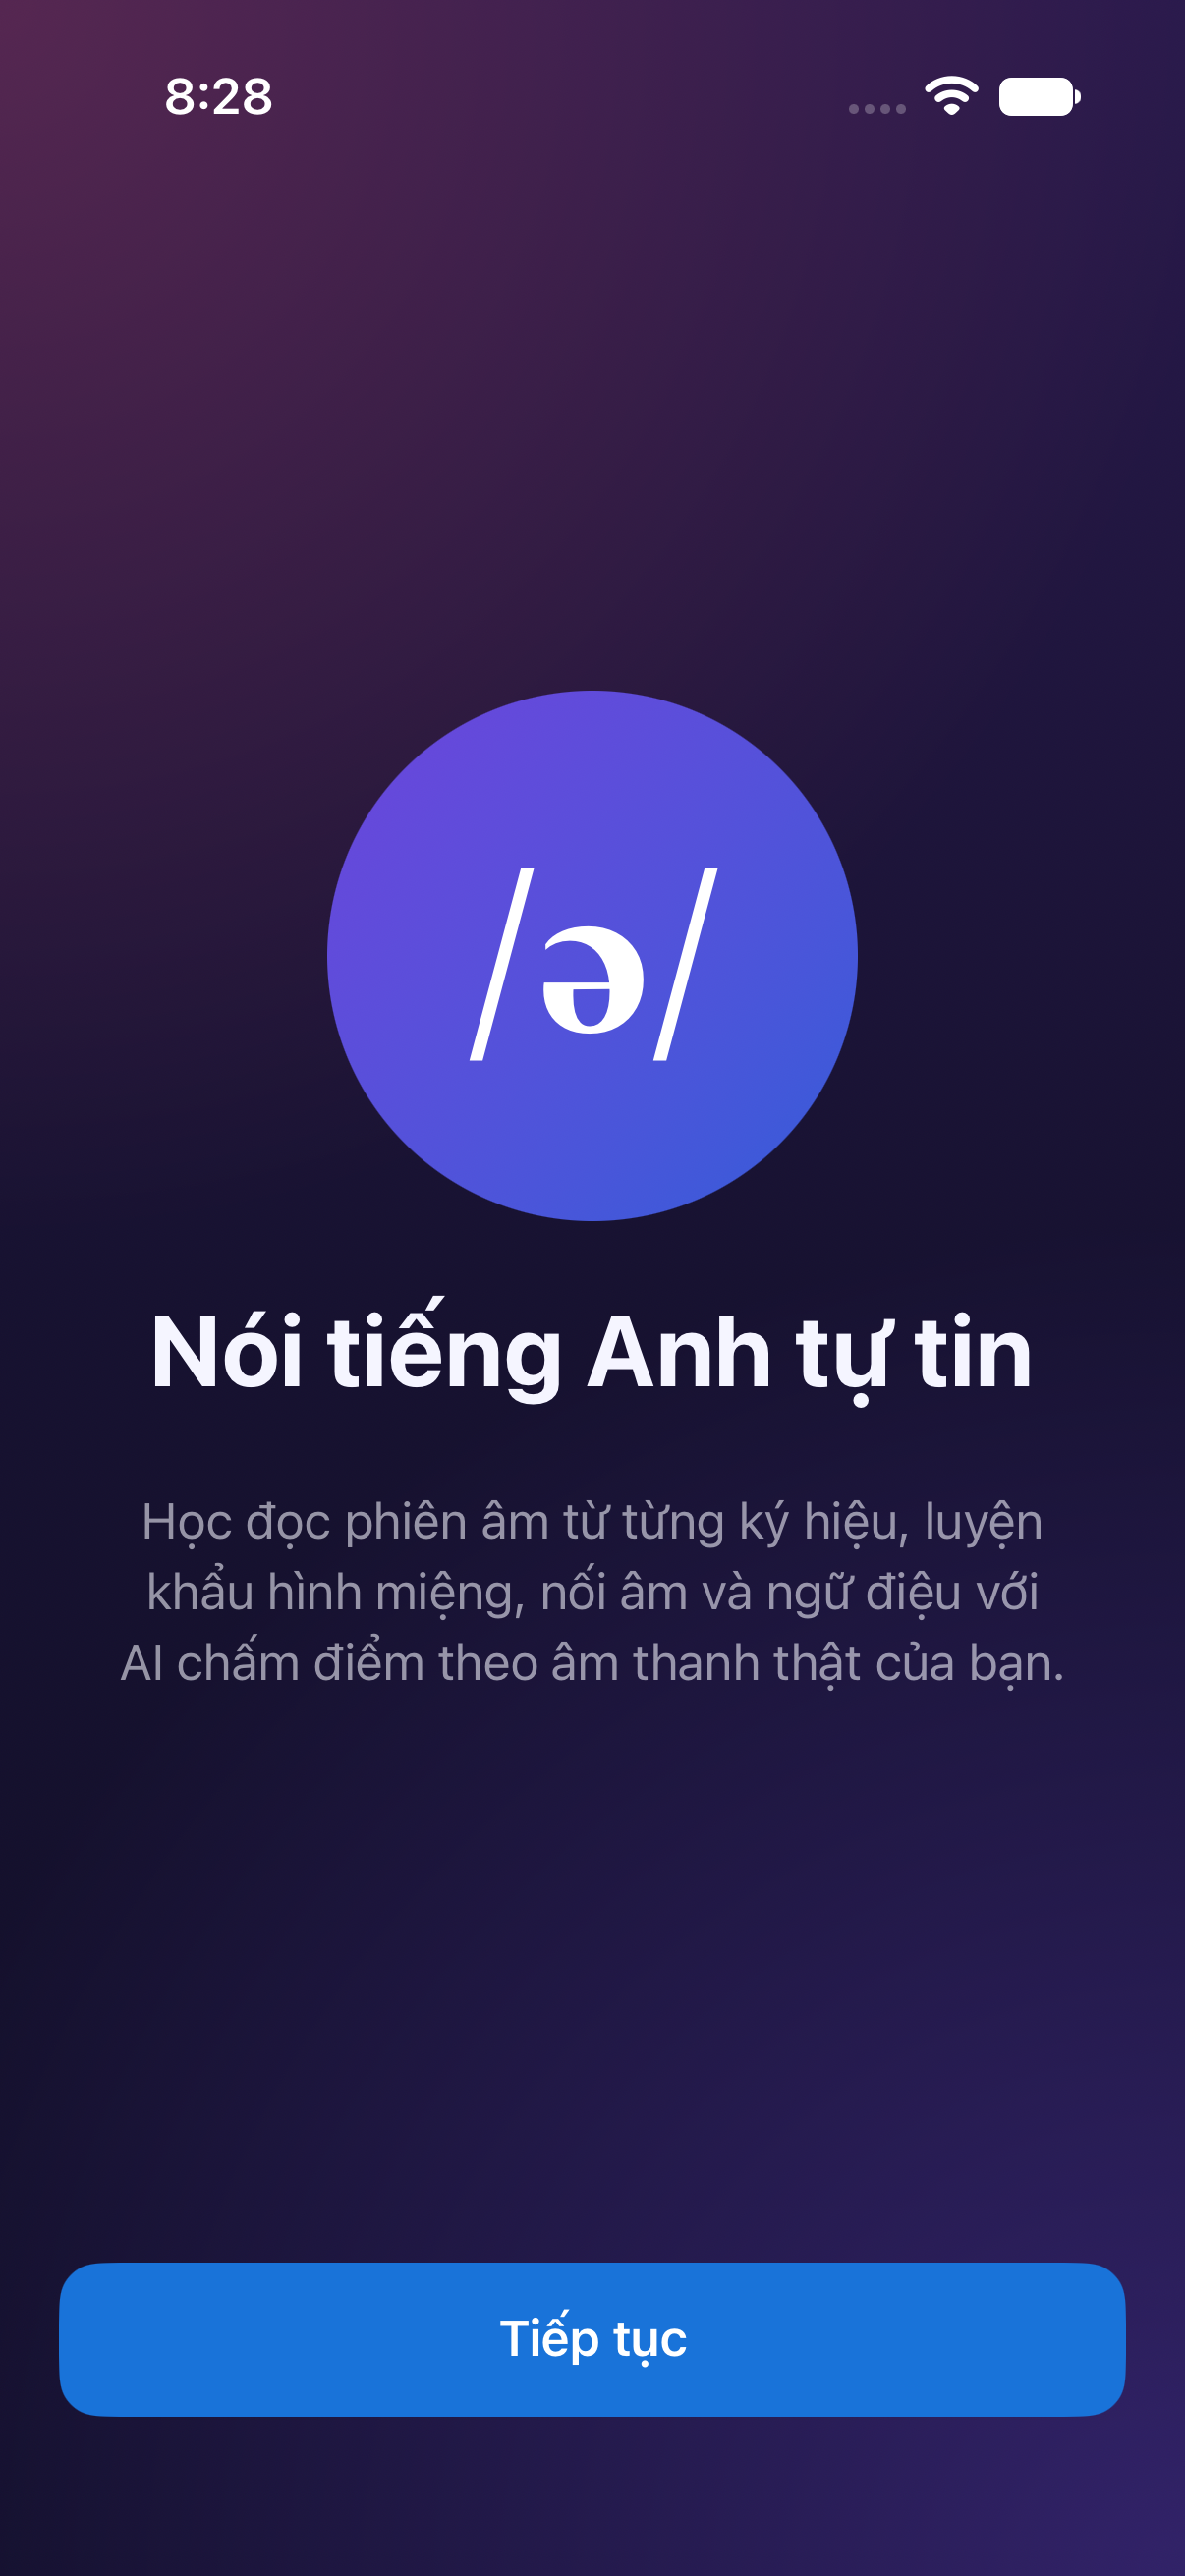 8:28
/ə/
Nói tiếng Anh tự tin
Học đọc phiên âm từ từng ký hiệu, luyện
khẩu hình miệng, nối âm và ngữ điệu với
AI chấm điểm theo âm thanh thật của bạn.
Tiếp tục